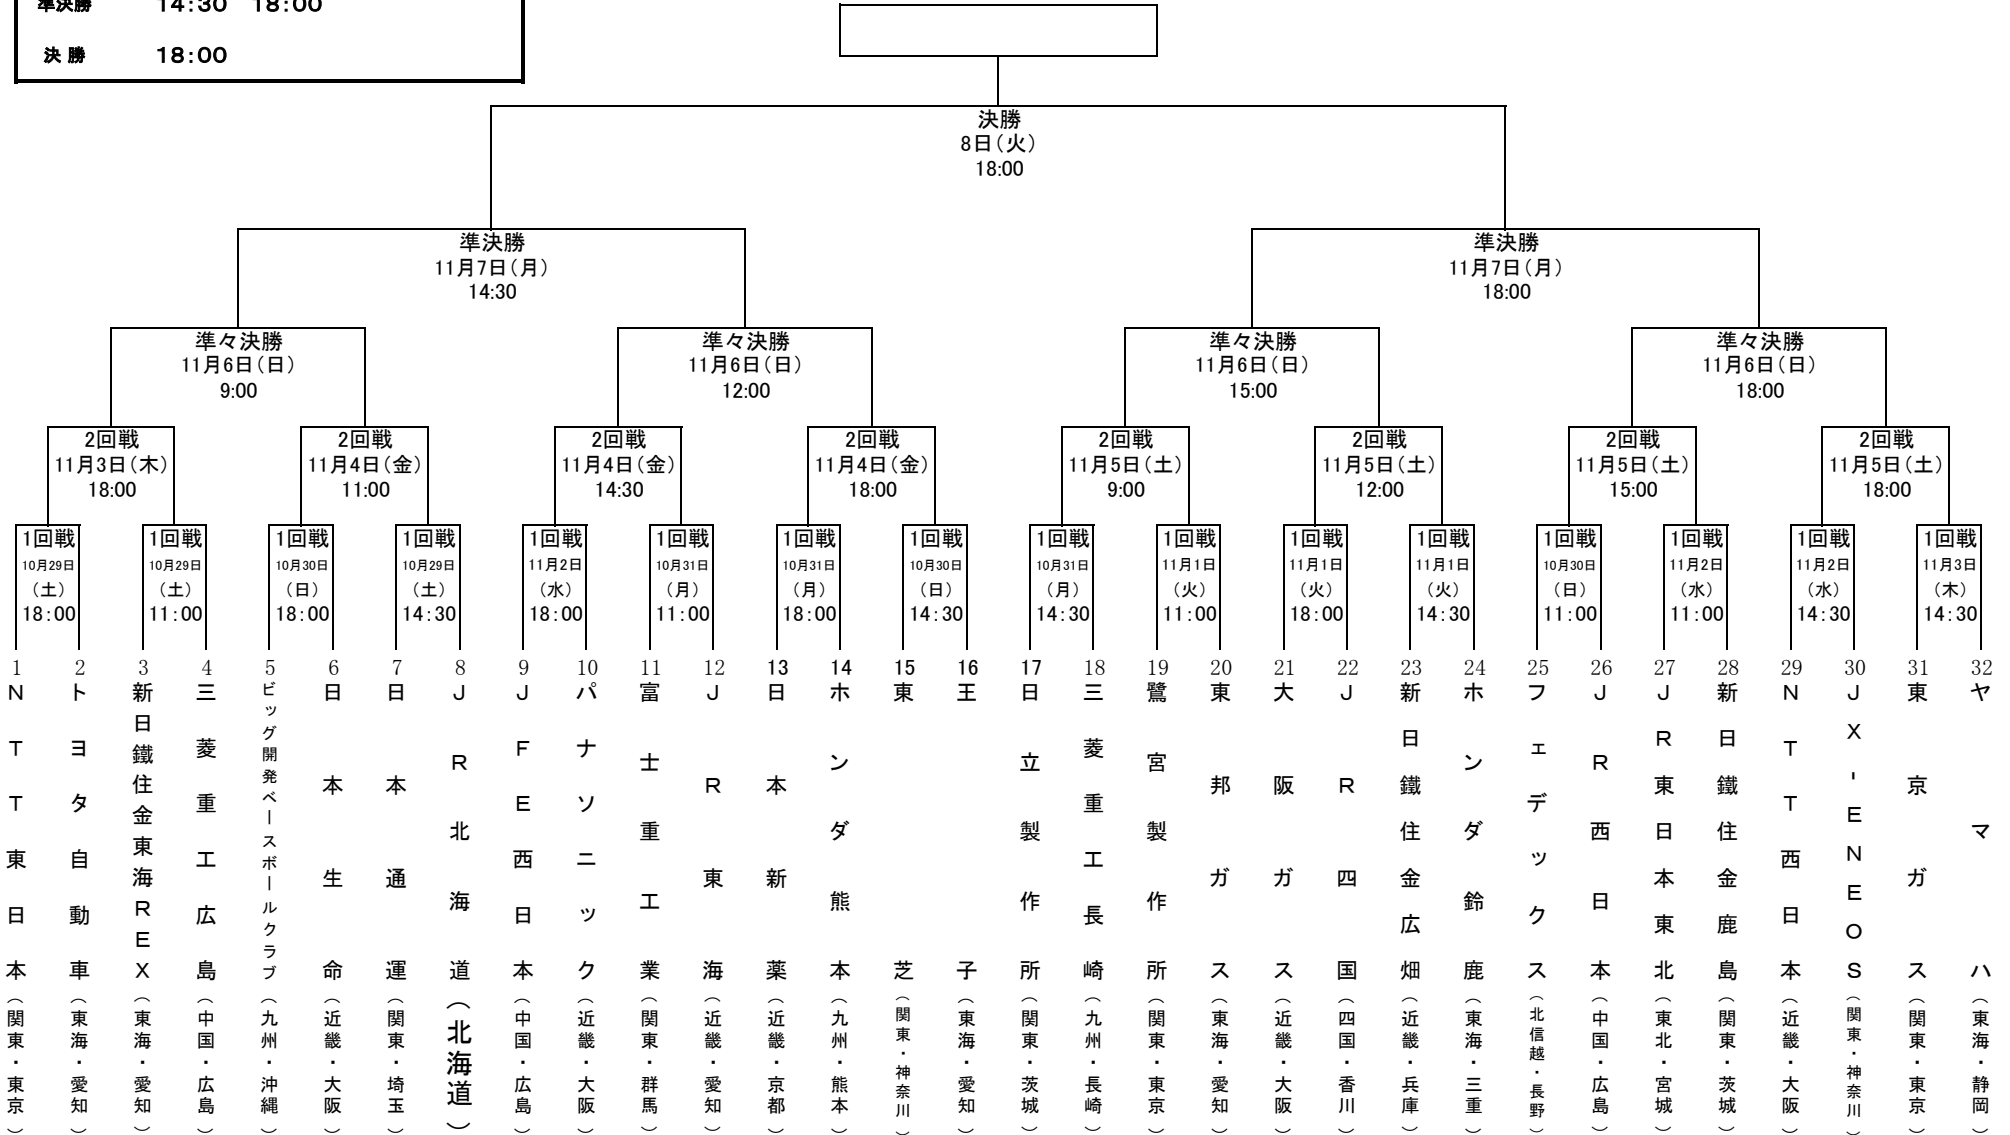 準決勝 14:30 18:00
決 勝 18:00
決勝
8日(火)
18:00
準決勝
11月7日(月)
14:30
準決勝
11月7日(月)
18:00
準々決勝
11月6日(日)
9:00
準々決勝
11月6日(日)
12:00
準々決勝
11月6日(日)
15:00
準々決勝
11月6日(日)
18:00
2回戦
11月3日(木)
18:00
2回戦
11月4日(金)
11:00
2回戦
11月4日(金)
14:30
2回戦
11月4日(金)
18:00
2回戦
11月5日(土)
9:00
2回戦
11月5日(土)
12:00
2回戦
11月5日(土)
15:00
2回戦
11月5日(土)
18:00
1回戦
10月29日
(土)
18:00
1回戦
10月29日
(土)
11:00
1回戦
10月30日
(日)
18:00
1回戦
10月29日
(土)
14:30
1回戦
11月2日
(水)
18:00
1回戦
10月31日
(月)
11:00
1回戦
10月31日
(月)
18:00
1回戦
10月30日
(日)
14:30
1回戦
10月31日
(月)
14:30
1回戦
11月1日
(火)
11:00
1回戦
11月1日
(火)
18:00
1回戦
11月1日
(火)
14:30
1回戦
10月30日
(日)
11:00
1回戦
11月2日
(水)
11:00
1回戦
11月2日
(水)
14:30
1回戦
11月3日
(木)
14:30
1
NTT東日本(関東・東京)
2
トヨタ自動車(東海・愛知)
3
新日鐵住金東海REX(東海・愛知)
4
三菱重工広島(中国・広島)
5
ビッグ開発ベースボールクラブ(九州・沖縄)
6
日本生命(近畿・大阪)
7
日本通運(関東・埼玉)
8
JR北海道(北海道)
9
JFE西日本(中国・広島)
10
パナソニック(近畿・大阪)
11
富士重工業(関東・群馬)
12
JR東海(近畿・愛知)
13
日本新薬(近畿・京都)
14
ホンダ熊本(九州・熊本)
15
東芝(関東・神奈川)
16
王子(東海・愛知)
17
日立製作所(関東・茨城)
18
三菱重工長崎(九州・長崎)
19
鷺宮製作所(関東・東京)
20
東邦ガス(東海・愛知)
21
大阪ガス(近畿・大阪)
22
JR四国(四国・香川)
23
新日鐵住金広畑(近畿・兵庫)
24
ホンダ鈴鹿(東海・三重)
25
フェデックス(北信越・長野)
26
JR西日本(中国・広島)
27
JR東日本東北(東北・宮城)
28
新日鐵住金鹿島(関東・茨城)
29
NTT西日本(近畿・大阪)
30
JX-ENEOS(関東・神奈川)
31
東京ガス(関東・東京)
32
ヤマハ(東海・静岡)